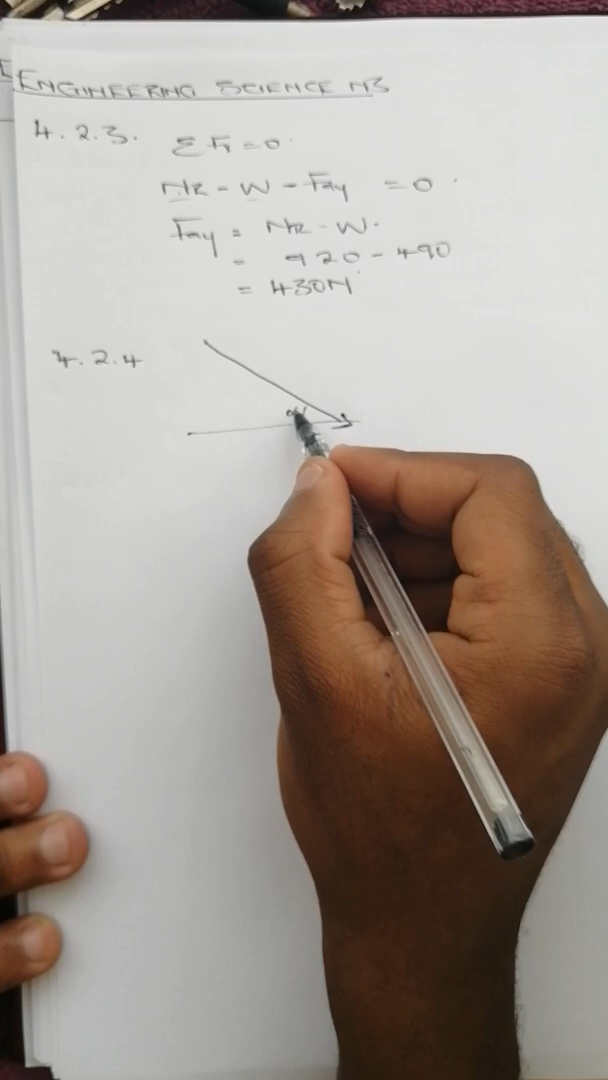 ENGINEERING SCIENCE N3
4.2.3. ΣFy = 0.
NR - W - Fay = 0.
Fay = NR - W.
= 920 - 490
= 430N
4.2.4
α